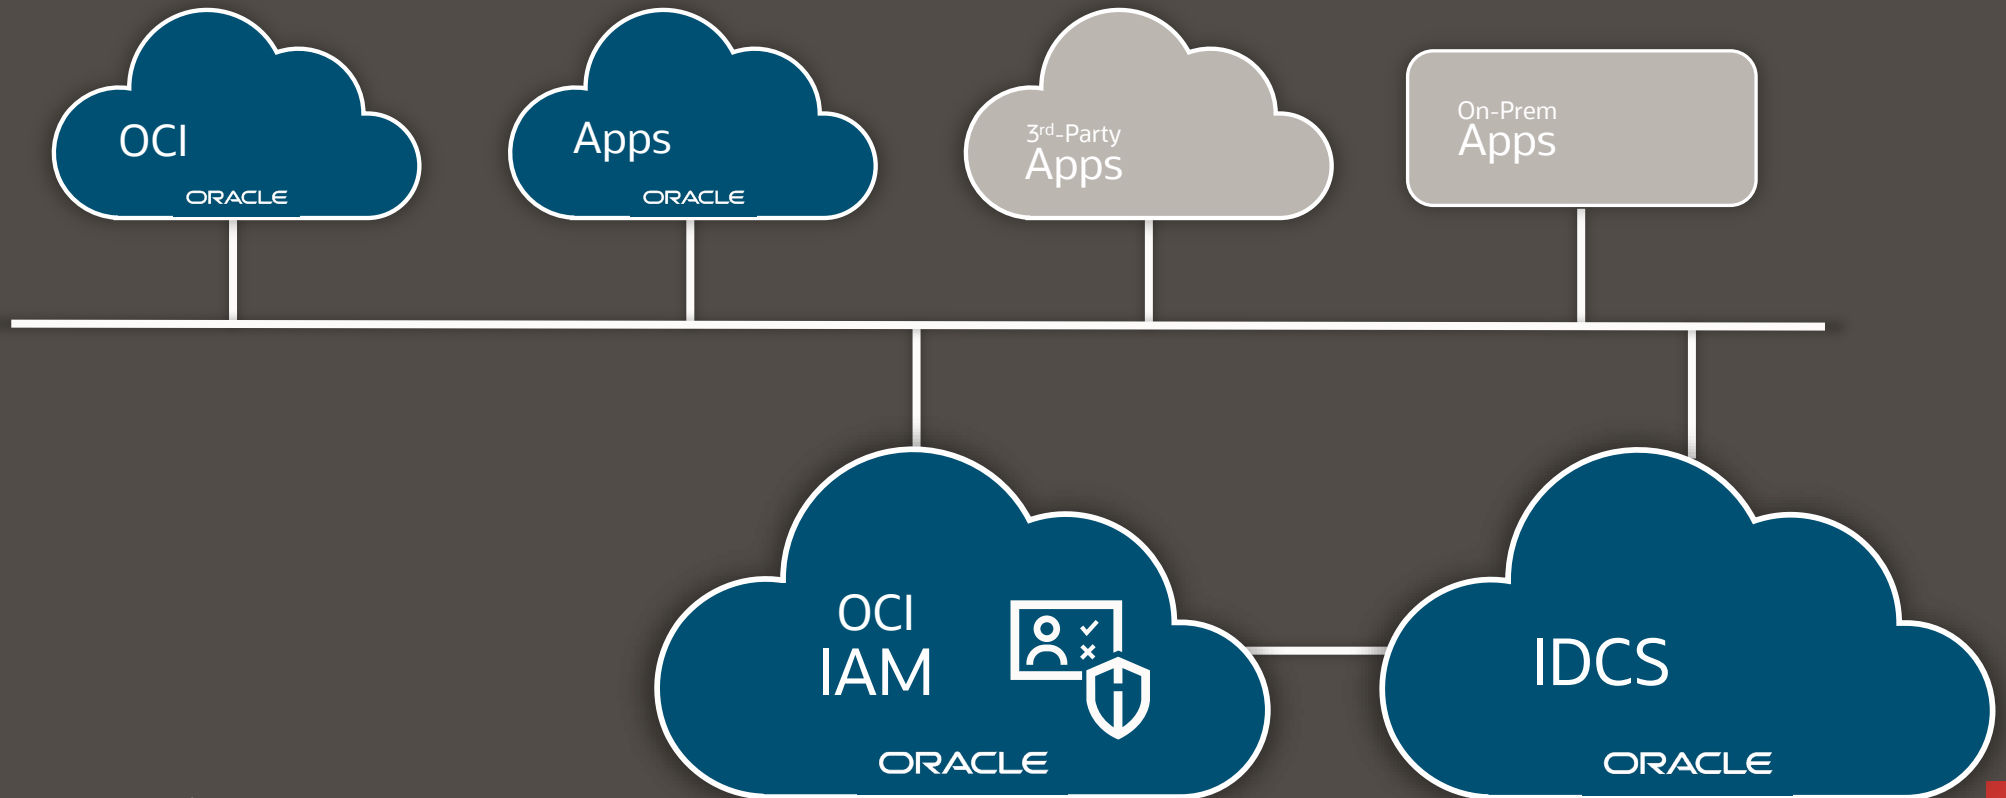 OCI
ORACLE
Apps
ORACLE
3rd-Party
Apps
On-Prem
Apps
OCI
IAM
ORACLE
IDCS
ORACLE